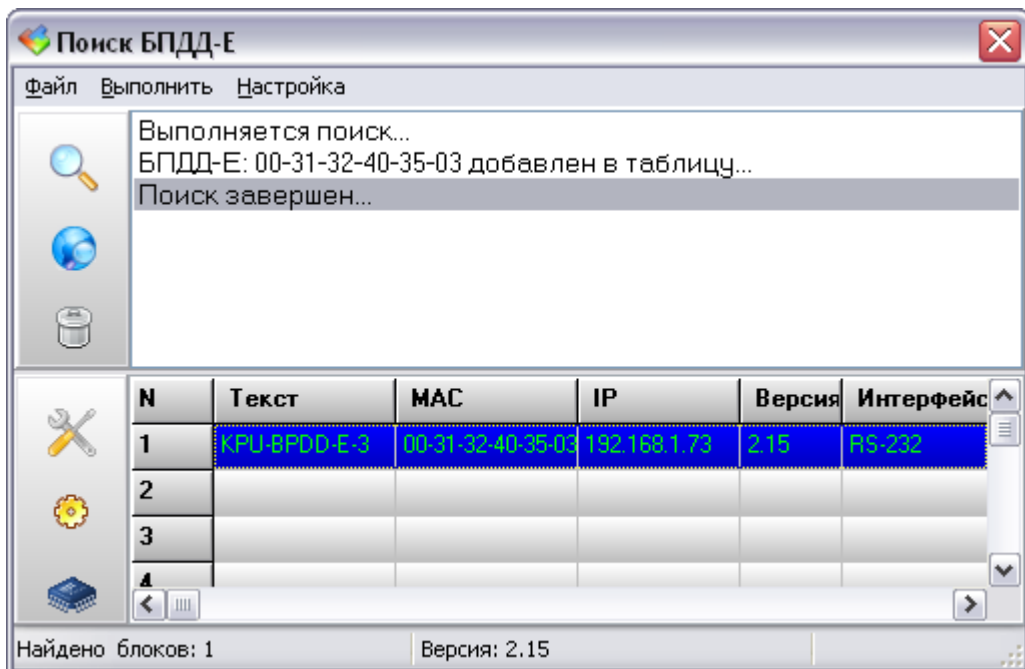 Поиск БПДД-Е
Файл Выполнить Настройка
Выполняется поиск...
БПДД-Е: 00-31-32-40-35-03 добавлен в таблицу...
Поиск завершен...
N Текст MAC IP Версия Интерфейс
1 KPU-BPDD-E-3 00-31-32-40-35-03 192.168.1.73 2.15 RS-232
2
3
4
Найдено блоков: 1 Версия: 2.15